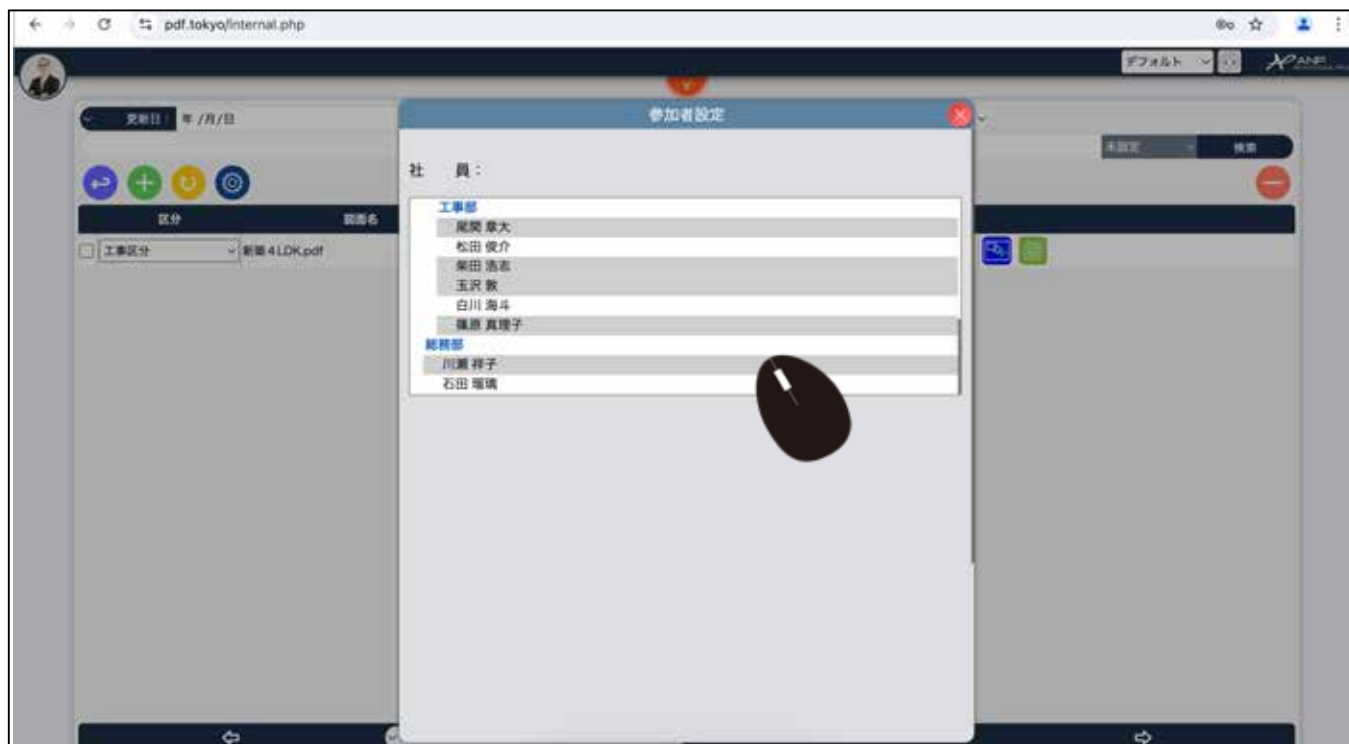 pdf.tokyo/internal.php
デフォルト
ANP
更新日: 年 /月/日
参加者設定
未設定
検索
社 員:
区分
図面名
工事区分
新築4LDK.pdf
工事部
尾関 章大
松田 俊介
柴田 浩志
玉沢 敦
白川 海斗
篠原 真理子
総務部
川瀬 祥子
石田 瑠璃